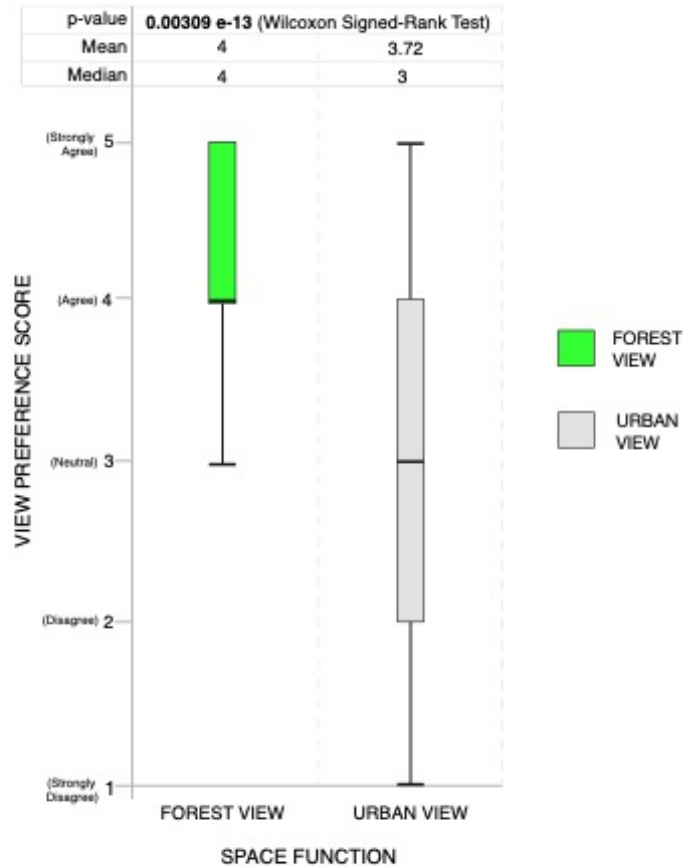 p-value 0.00309 e-13 (Wilcoxon Signed-Rank Test)
Mean 4 3.72
Median 4 3
(Strongly
Agree) 5
(Agree) 4
(Neutral) 3
(Disagree) 2
(Strongly
Disagree) 1
VIEW PREFERENCE SCORE
FOREST
VIEW
URBAN
VIEW
FOREST VIEW URBAN VIEW
SPACE FUNCTION